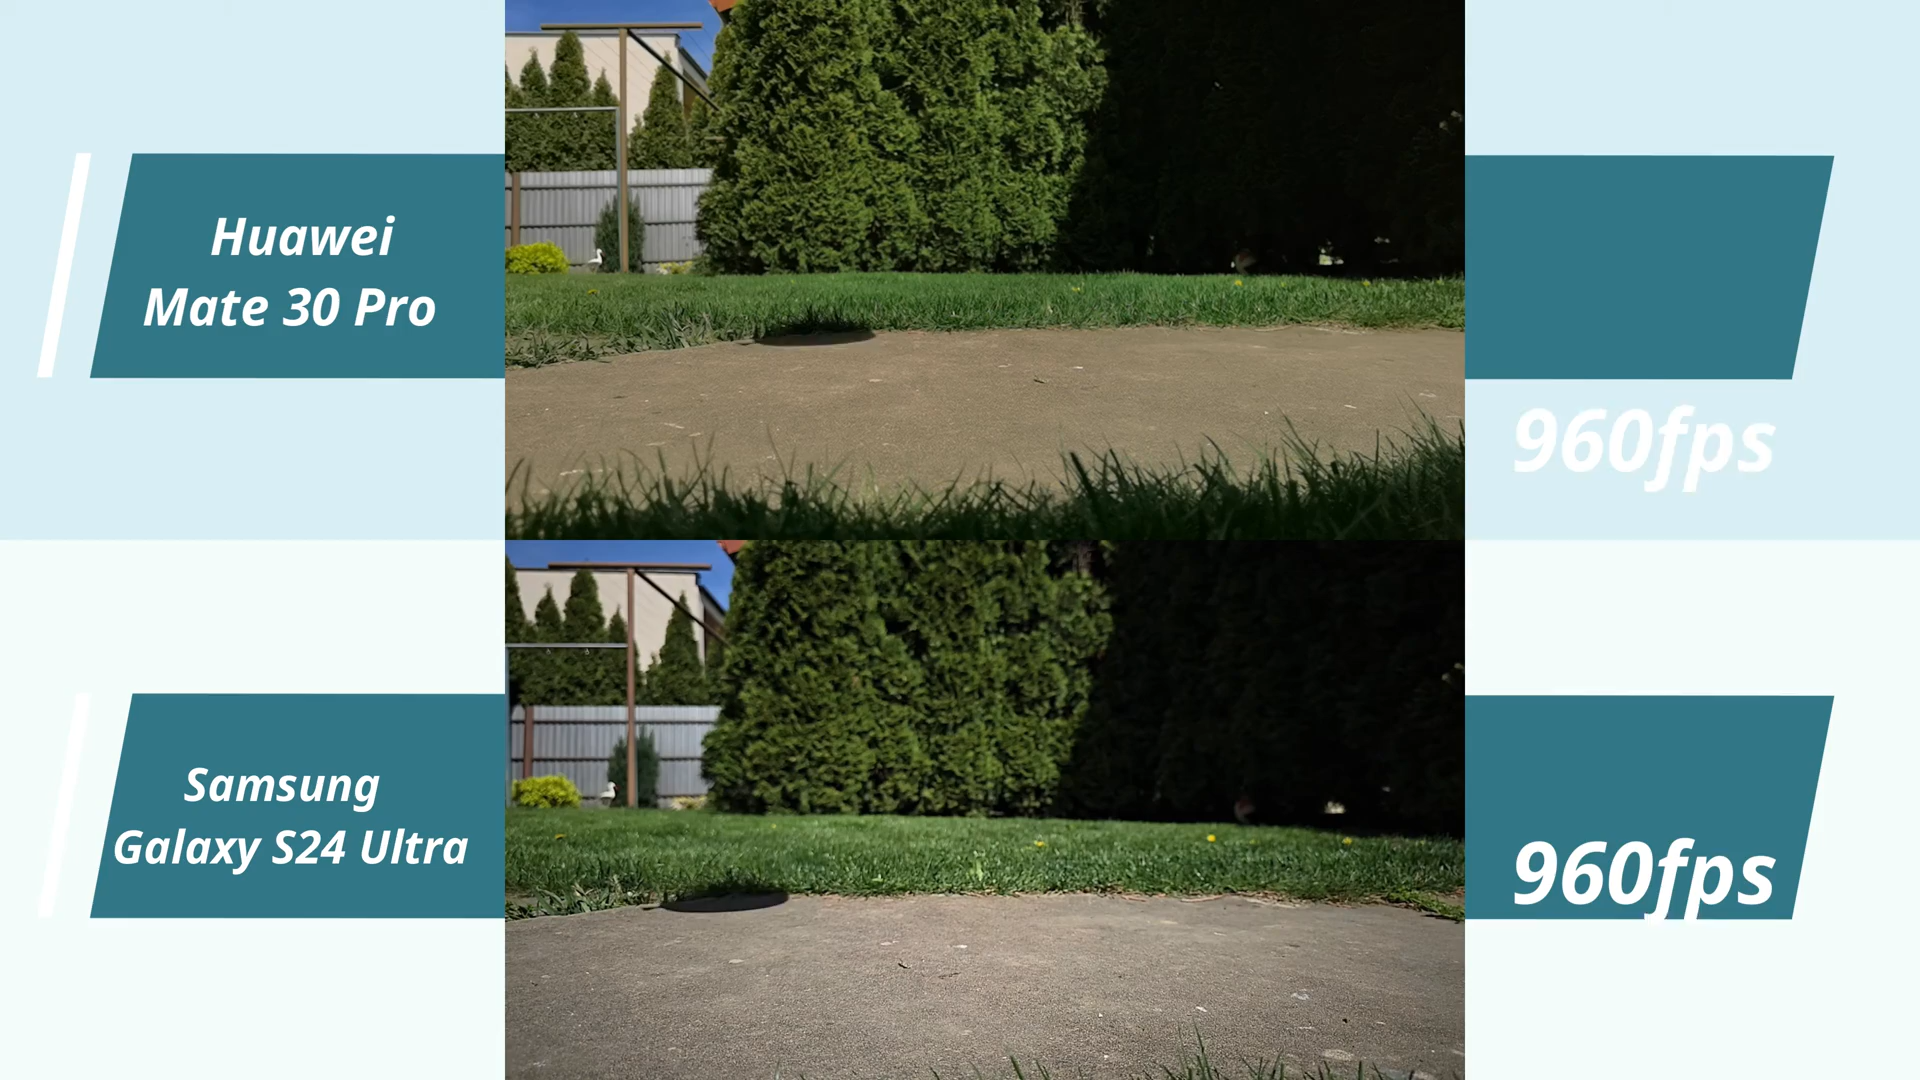 Huawei
Mate 30 Pro
960fps
Samsung
Galaxy S24 Ultra
960fps